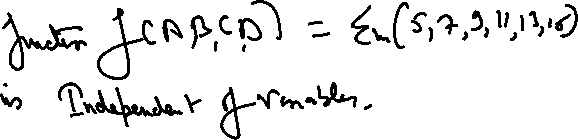 function f(A,B,C,D) = Σm(5,7,9,11,13,15)
is Independent of variables.